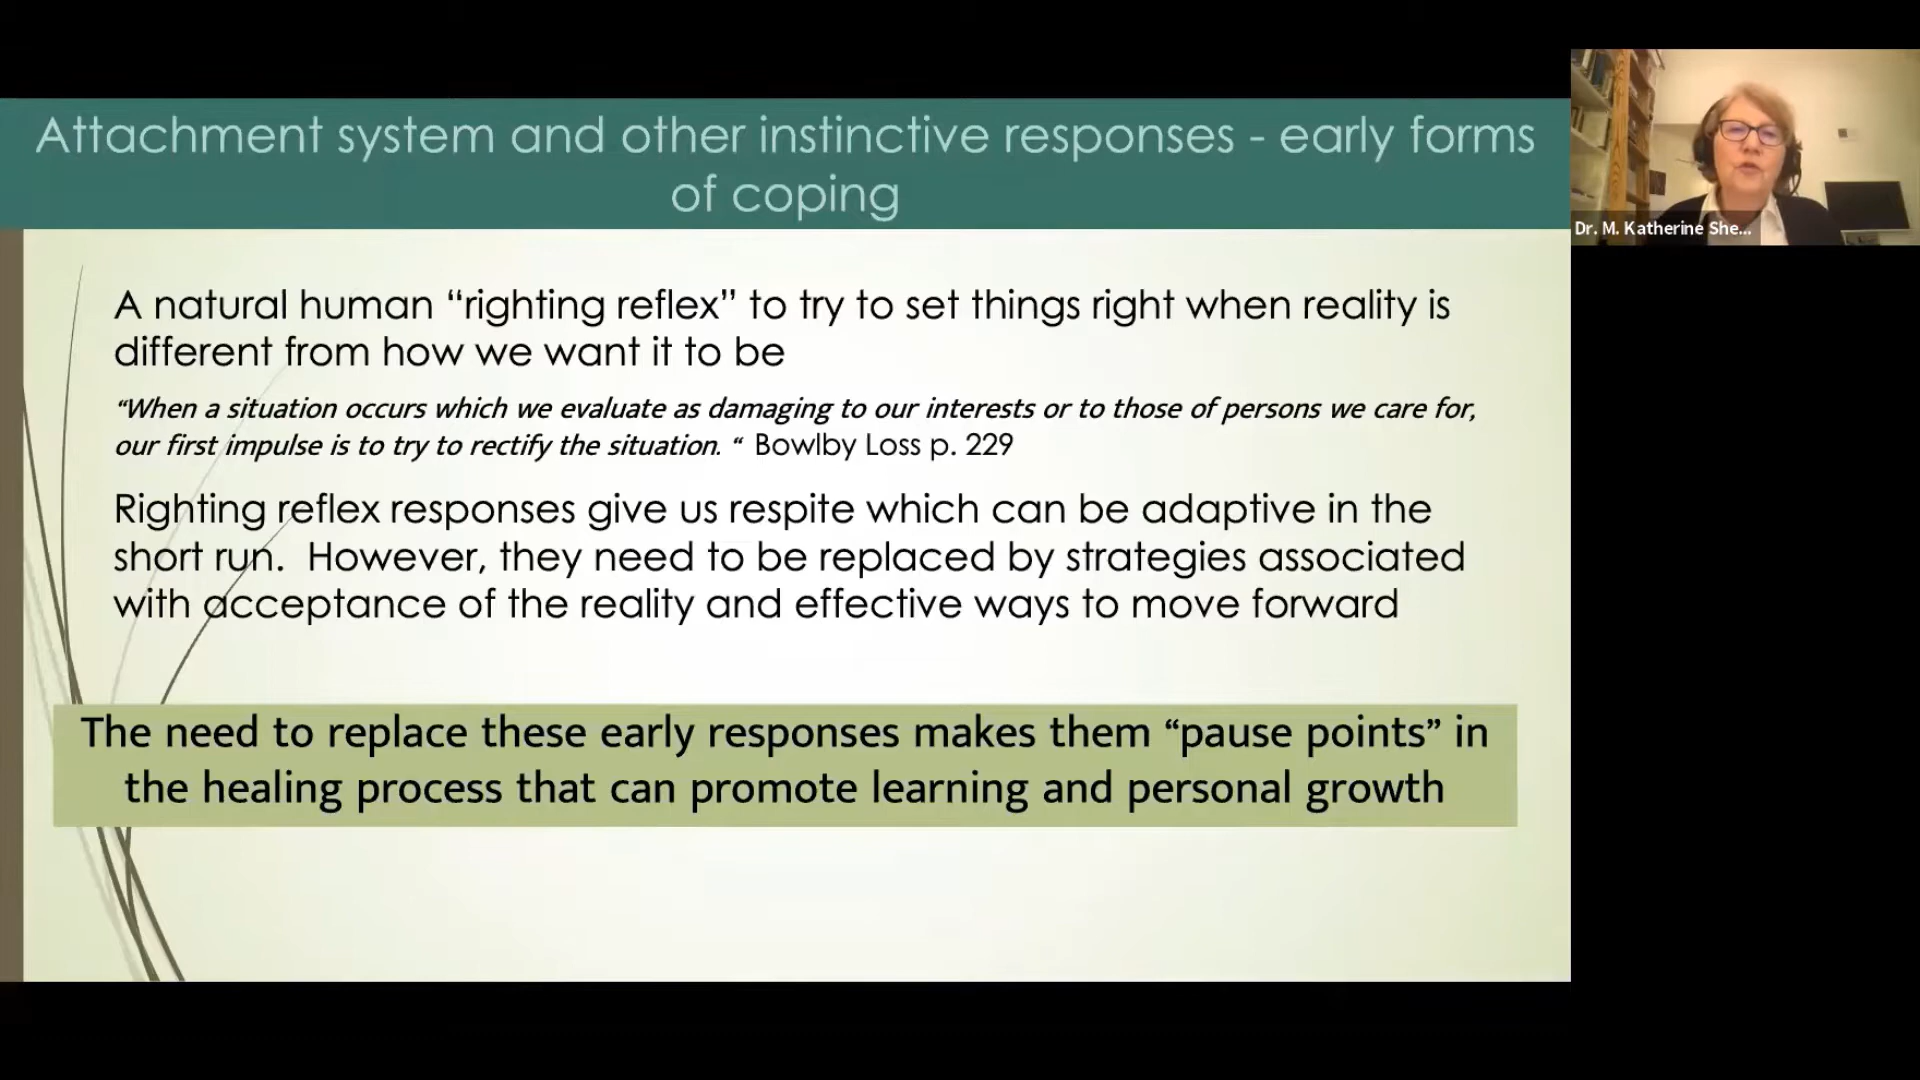 Attachment system and other instinctive responses - early forms
of coping
Dr. M. Katherine She...
A natural human “righting reflex” to try to set things right when reality is
different from how we want it to be
“When a situation occurs which we evaluate as damaging to our interests or to those of persons we care for,
our first impulse is to try to rectify the situation. “ Bowlby Loss p. 229
Righting reflex responses give us respite which can be adaptive in the
short run.  However, they need to be replaced by strategies associated
with acceptance of the reality and effective ways to move forward
The need to replace these early responses makes them “pause points” in
the healing process that can promote learning and personal growth